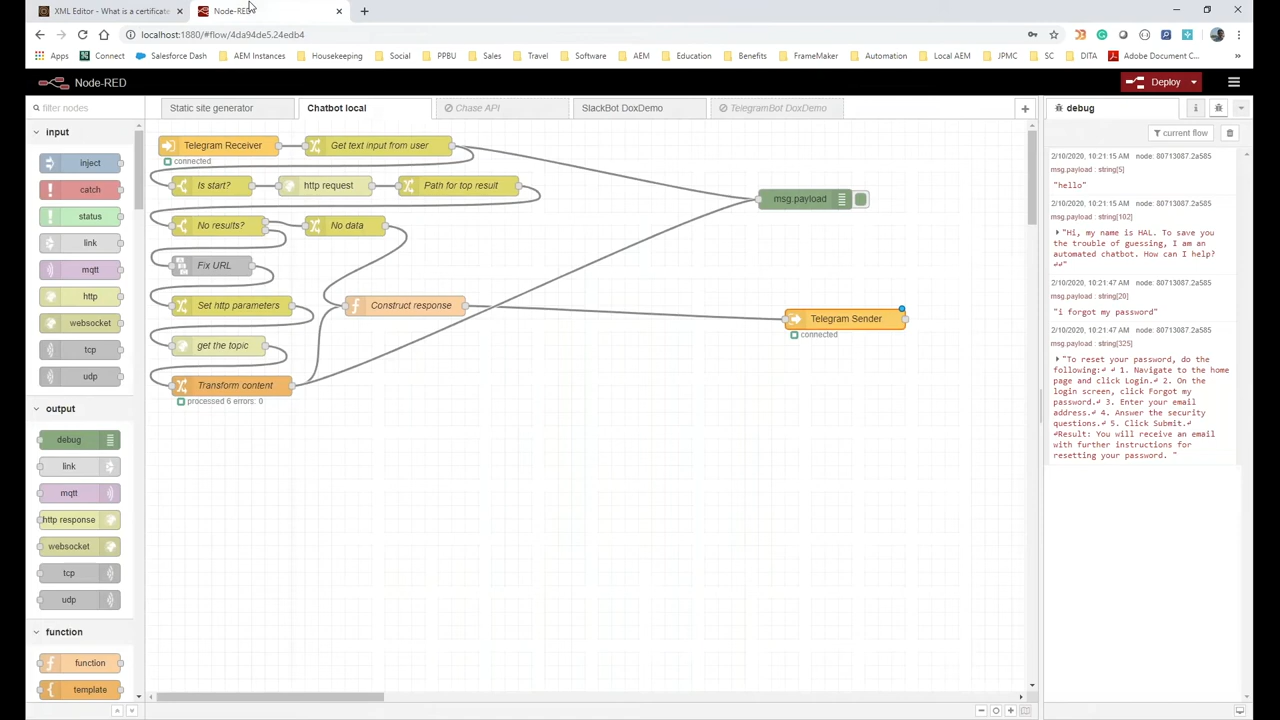 XML Editor - What is a certificate
Node-RED
localhost:1880/#flow/4da94de5.24edb4
Apps
Connect
Salesforce Dash
AEM Instances
Housekeeping
Social
PPBU
Sales
Travel
Software
AEM
Education
Benefits
FrameMaker
Automation
Local AEM
JPMC
SC
DITA
Adobe Document C...
Node-RED
Deploy
filter nodes
Static site generator
Chatbot local
Chase API
SlackBot DoxDemo
TelegramBot DoxDemo
debug
input
inject
catch
status
link
mqtt
http
websocket
tcp
udp
output
debug
link
mqtt
http response
websocket
tcp
udp
function
function
template
Telegram Receiver
connected
Get text input from user
Is start?
http request
Path for top result
No results?
No data
Fix URL
Set http parameters
Construct response
get the topic
Transform content
processed 6 errors: 0
msg.payload
Telegram Sender
connected
current flow
2/10/2020, 10:21:15 AM node: 80713087.2a585
msg.payload : string[5]
"hello"
2/10/2020, 10:21:15 AM node: 80713087.2a585
msg.payload : string[102]
"Hi, my name is HAL. To save you
the trouble of guessing, I am an
automated chatbot. How can I help?
↵↵"
2/10/2020, 10:21:47 AM node: 80713087.2a585
msg.payload : string[20]
"i forgot my password"
2/10/2020, 10:21:47 AM node: 80713087.2a585
msg.payload : string[325]
"To reset your password, do the
following:↵ ↵ 1. Navigate to the home
page and click Login.↵ 2. On the
login screen, click Forgot my
password.↵ 3. Enter your email
address.↵ 4. Answer the security
questions.↵ 5. Click Submit.↵
↵Result: You will receive an email
with further instructions for
resetting your password. "